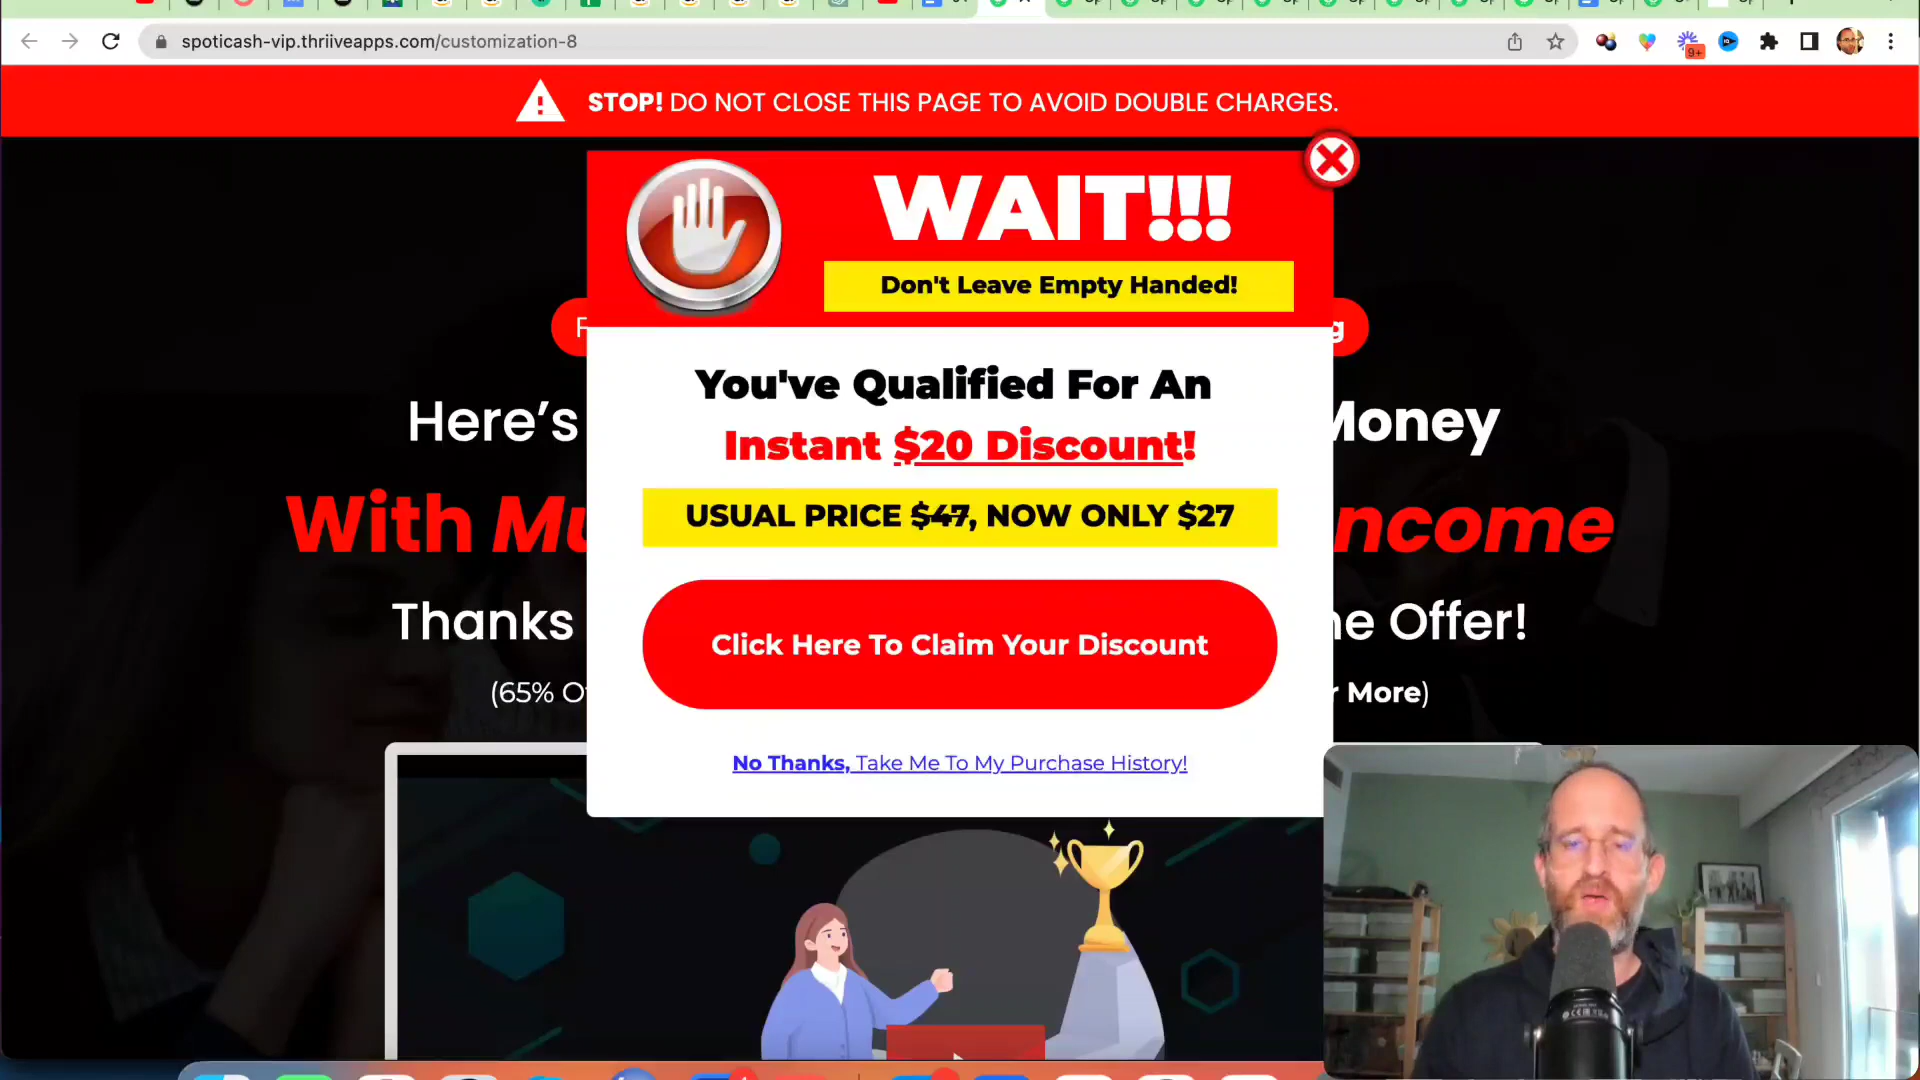 spoticash-vip.thriiveapps.com/customization-8
9+
STOP! DO NOT CLOSE THIS PAGE TO AVOID DOUBLE CHARGES.
WAIT!!!
Don't Leave Empty Handed!
You've Qualified For An
Here's
Money
Instant $20 Discount!
With
ncome
USUAL PRICE $47, NOW ONLY $27
Thanks
Offer!
Click Here To Claim Your Discount
(65%
More)
No Thanks, Take Me To My Purchase History!